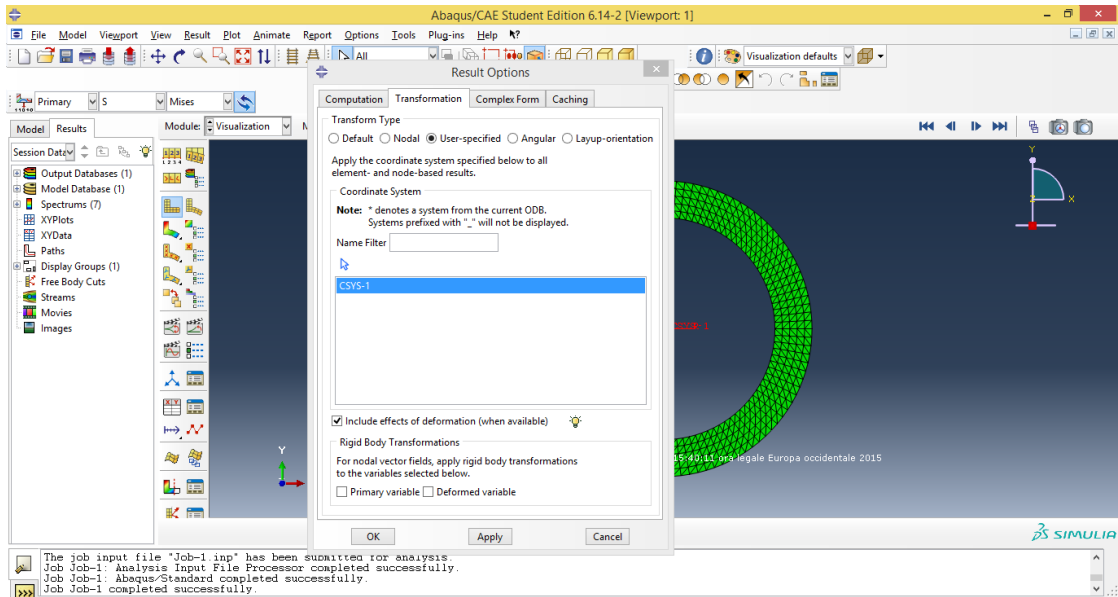 Abaqus/CAE Student Edition 6.14-2 [Viewport: 1]
File Model Viewport View Result Plot Animate Report Options Tools Plug-ins Help
All
Visualization defaults
Result Options
Primary S Mises
Computation Transformation Complex Form Caching
Model Results
Module: Visualization
Transform Type
Default Nodal User-specified Angular Layup-orientation
Session Data
Output Databases (1)
Model Database (1)
Spectrums (7)
XYPlots
XYData
Paths
Display Groups (1)
Free Body Cuts
Streams
Movies
Images
Apply the coordinate system specified below to all
element- and node-based results.
Coordinate System
Note: * denotes a system from the current ODB.
Systems prefixed with "_" will not be displayed.
Name Filter
CSYS-1
Include effects of deformation (when available)
Rigid Body Transformations
For nodal vector fields, apply rigid body transformations
to the variables selected below.
Primary variable Deformed variable
OK Apply Cancel
Y
X
Z
Y
15:40:11 ora legale Europa occidentale 2015
SIMULIA
The job input file "Job-1.inp" has been submitted for analysis.
Job Job-1: Analysis Input File Processor completed successfully.
Job Job-1: Abaqus/Standard completed successfully.
Job Job-1 completed successfully.